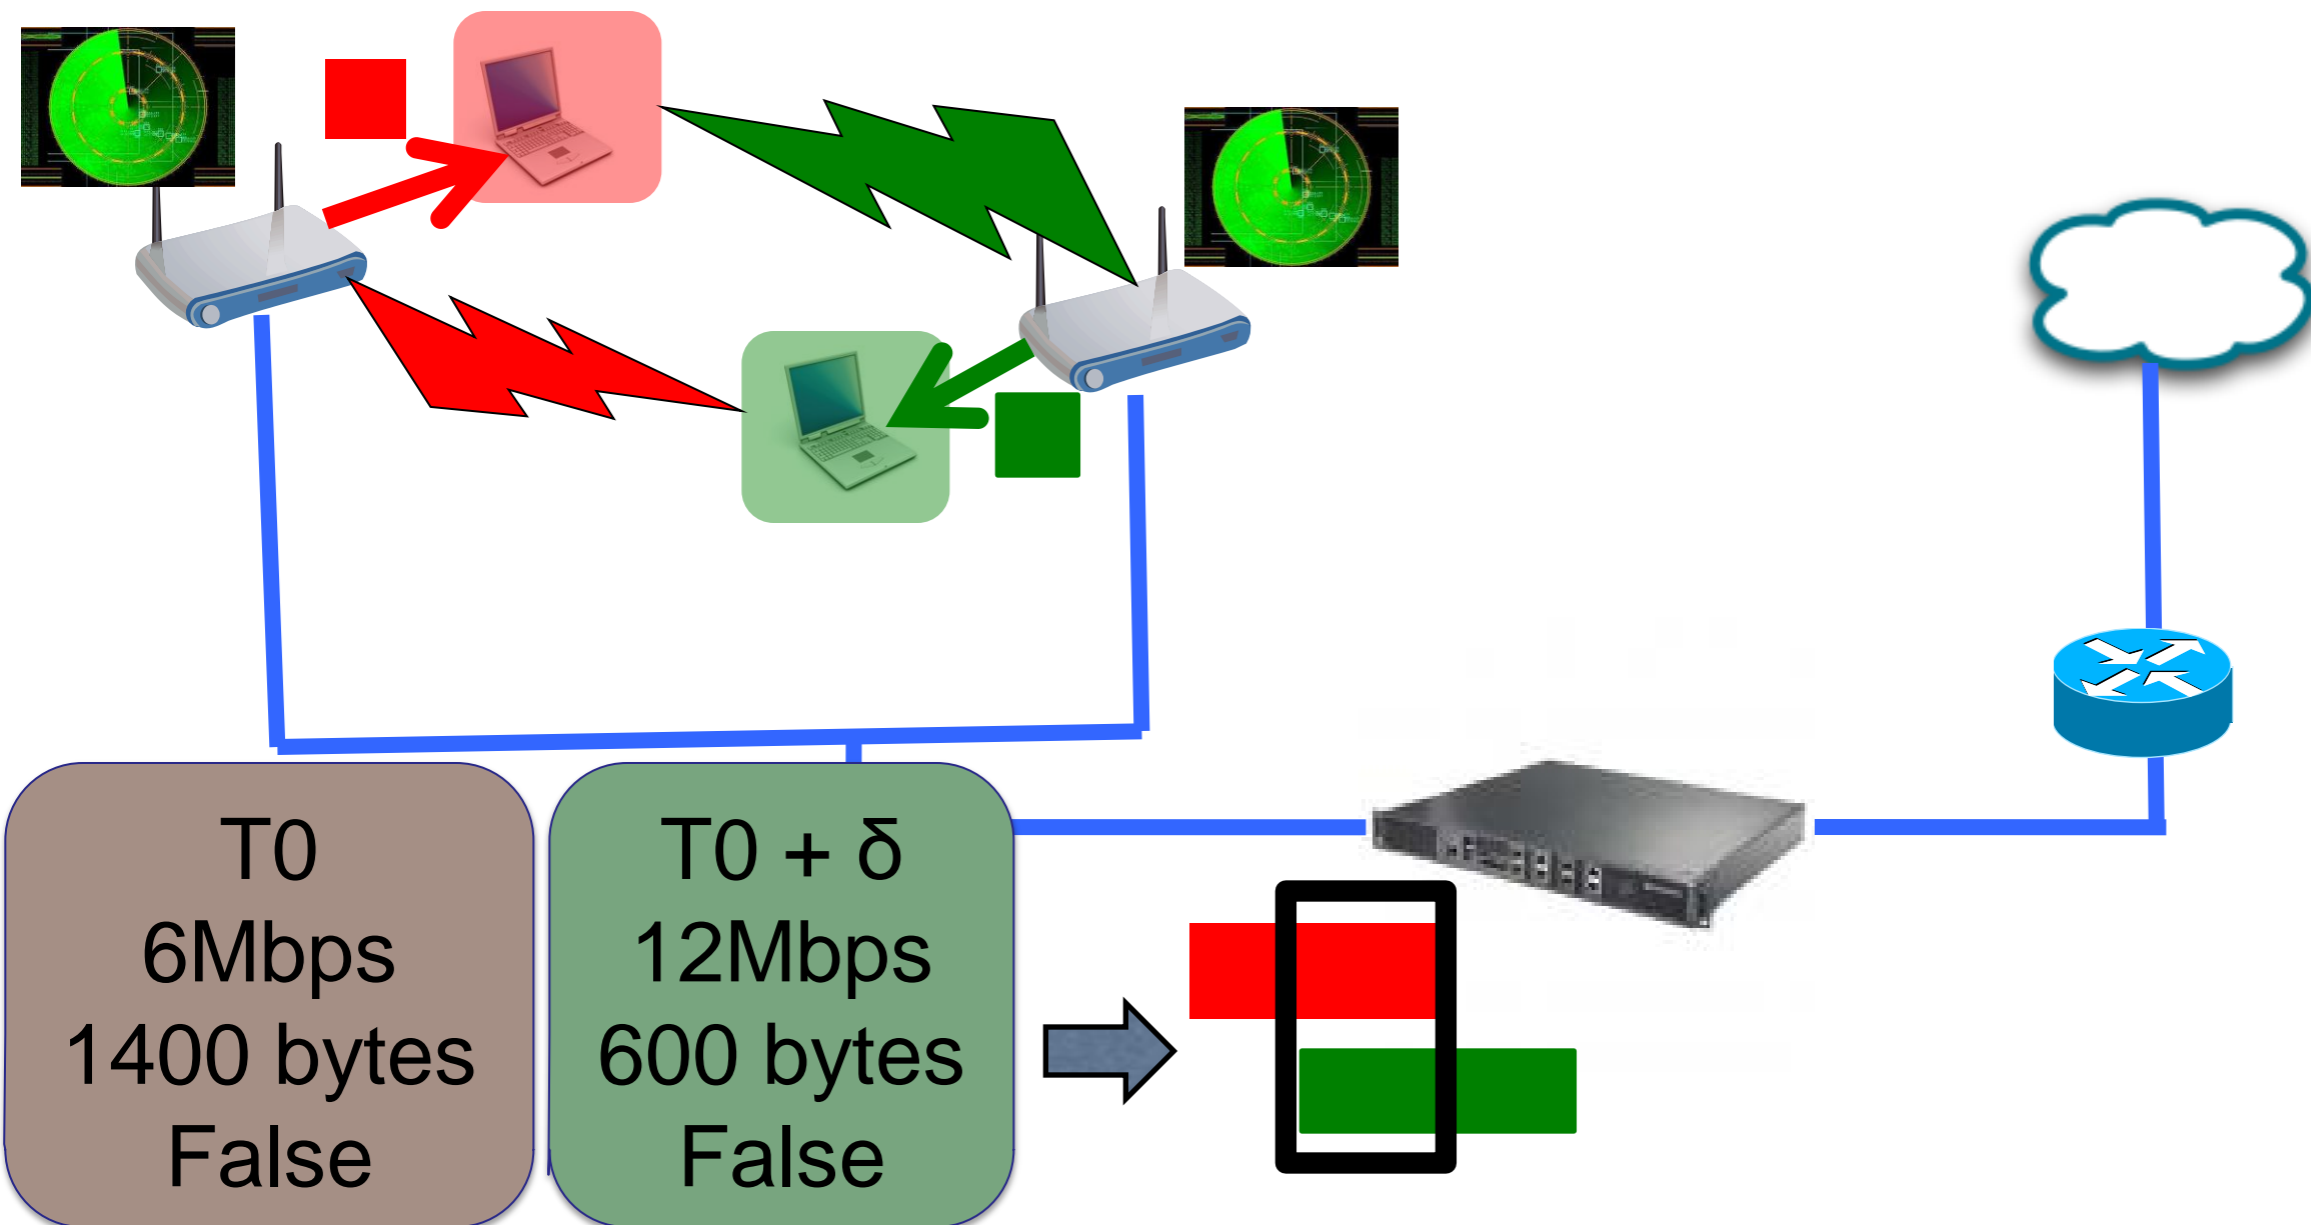 T0
6Mbps
1400 bytes
False
T0 + δ
12Mbps
600 bytes
False